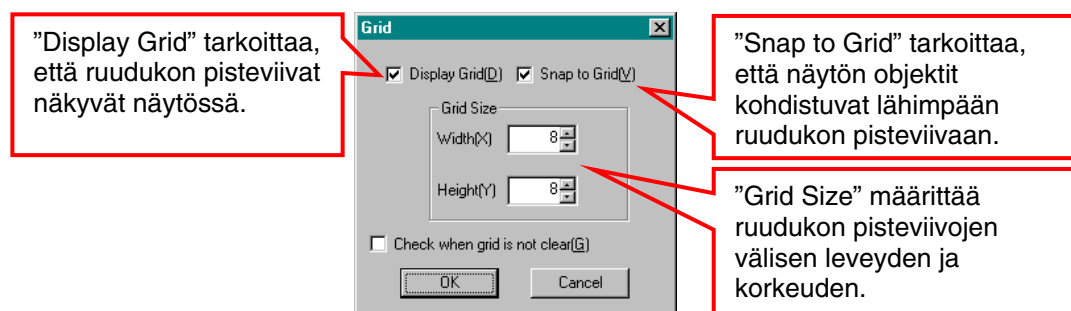 ”Display Grid” tarkoittaa,
että ruudukon pisteviivat
näkyvät näytössä.
Grid
Display Grid(D) Snap to Grid(V)
Grid Size
Width(X) 8
Height(Y) 8
Check when grid is not clear(G)
OK Cancel
”Snap to Grid” tarkoittaa,
että näytön objektit
kohdistuvat lähimpään
ruudukon pisteviivaan.
”Grid Size” määrittää
ruudukon pisteviivojen
välisen leveyden ja
korkeuden.